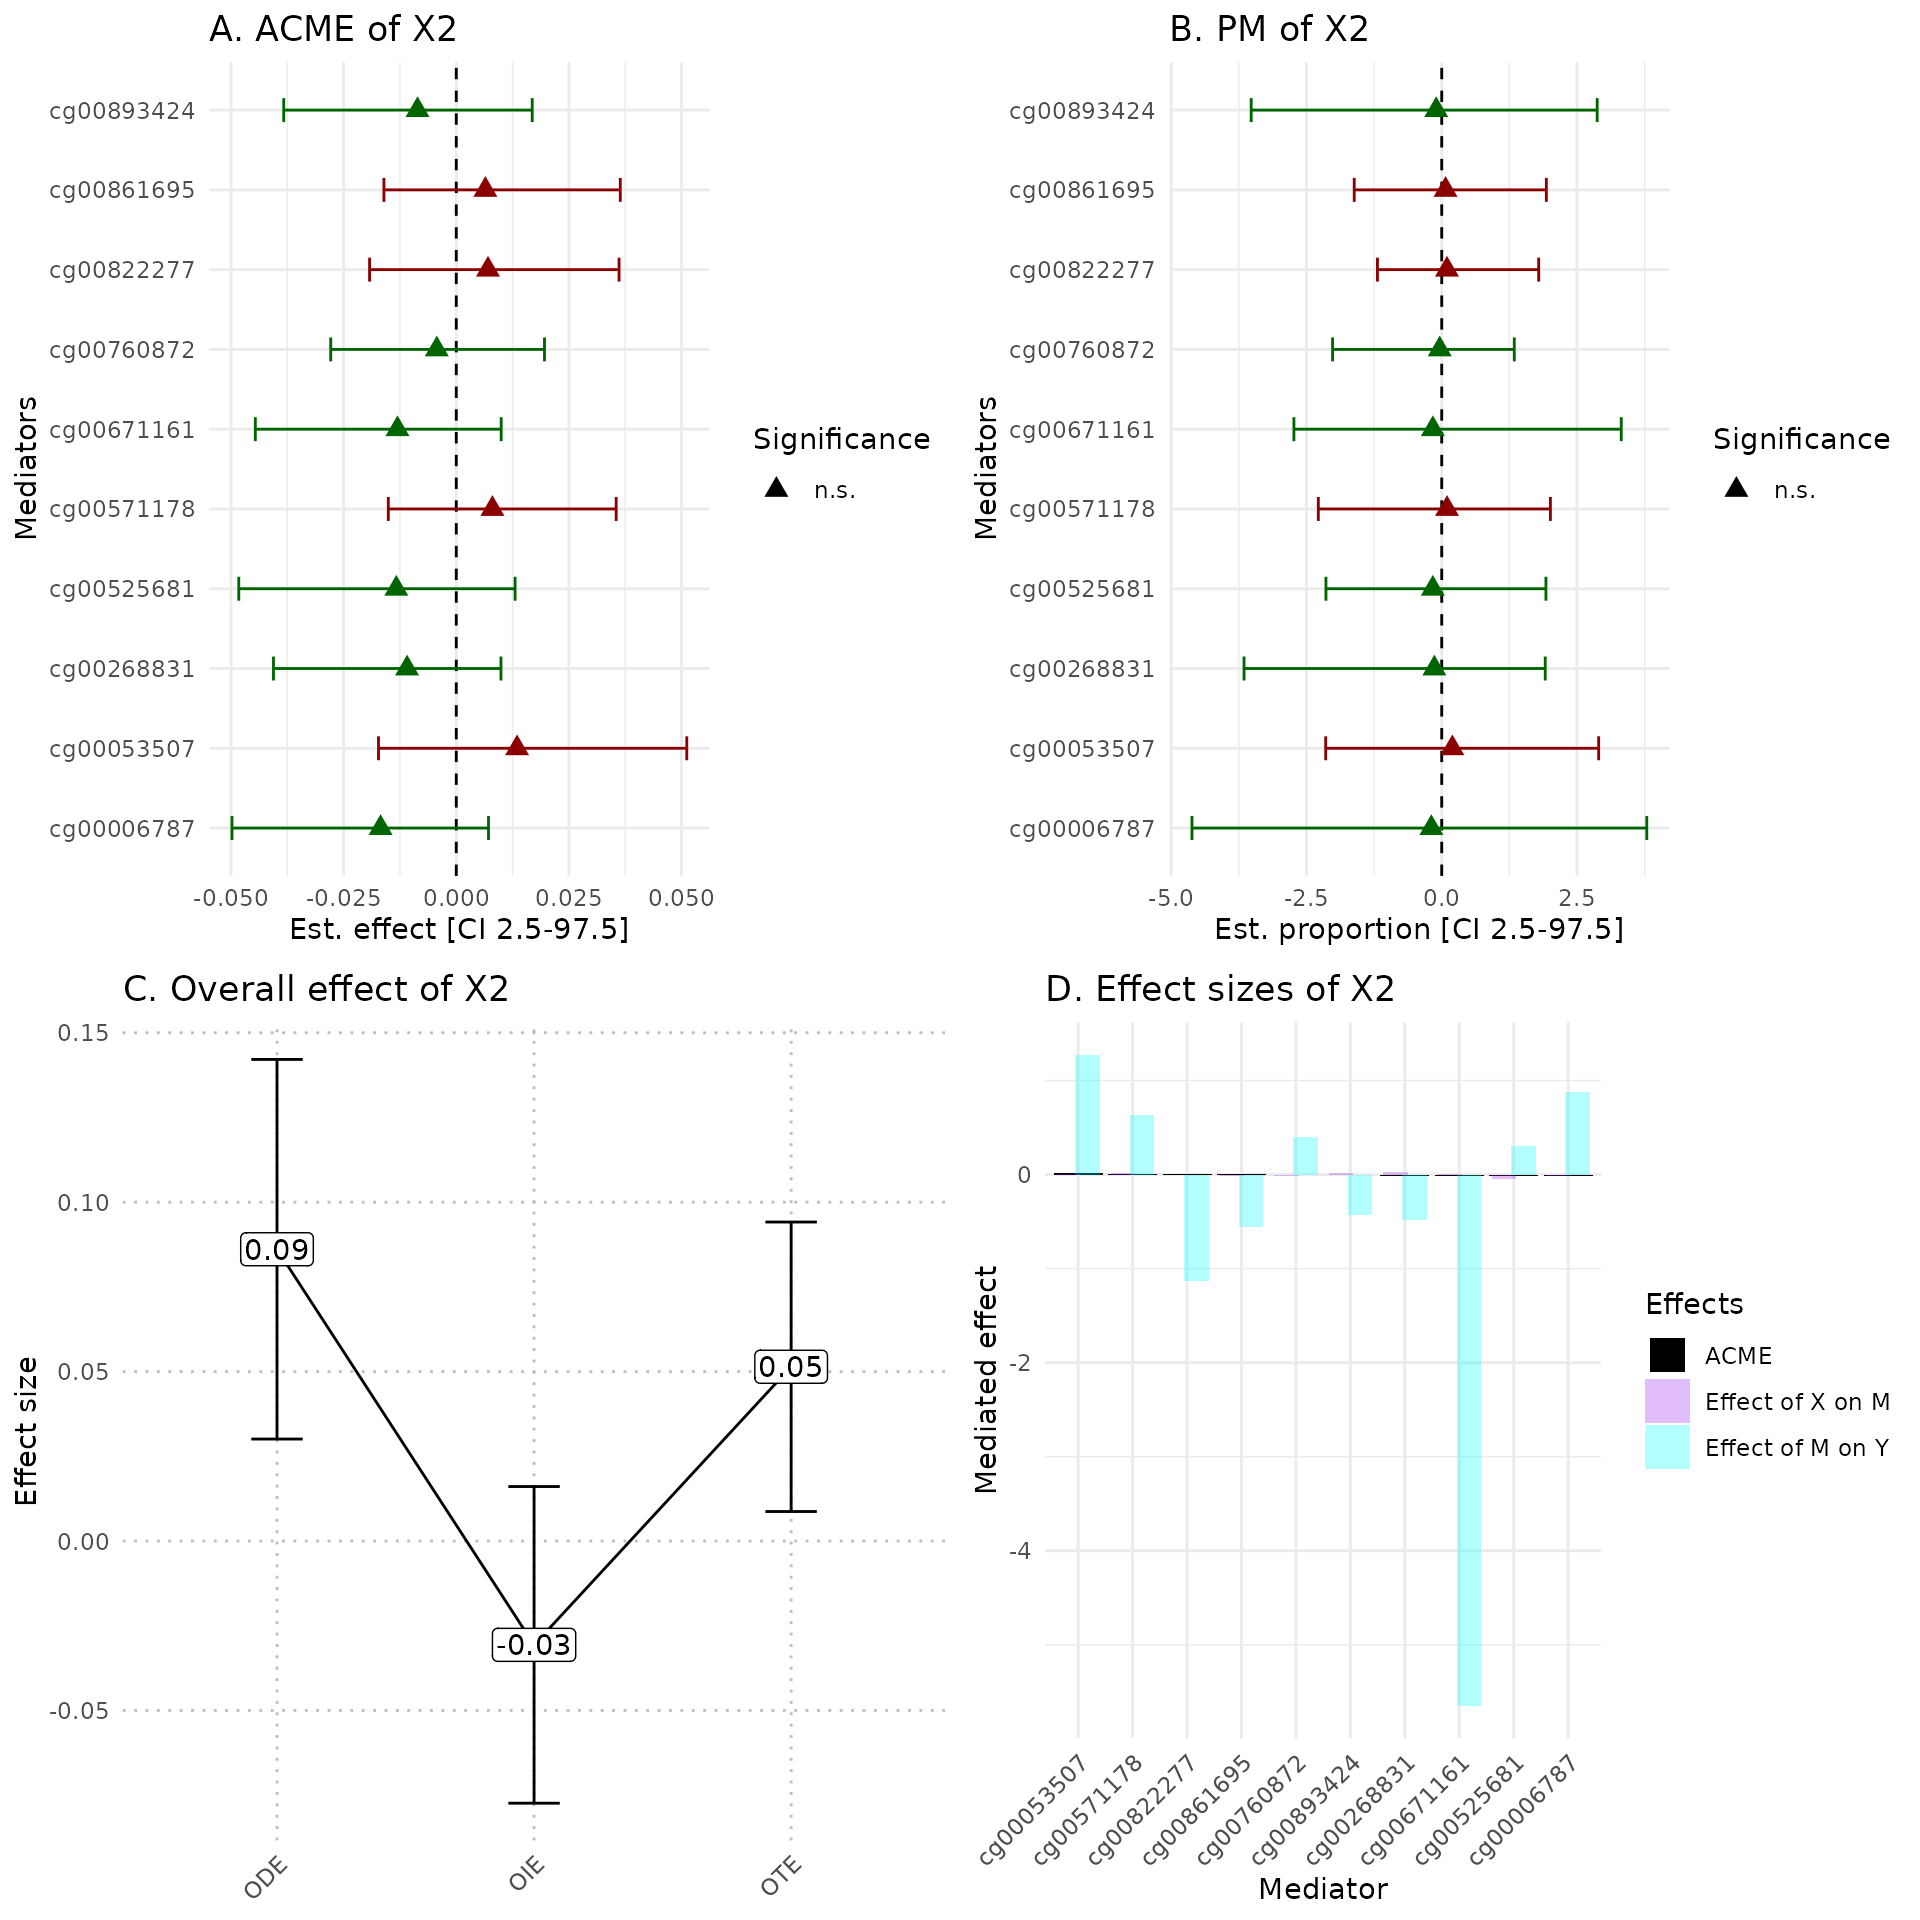 A. ACME of X2
cg00893424
cg00861695
cg00822277
cg00760872
cg00671161
cg00571178
cg00525681
cg00268831
cg00053507
cg00006787
Mediators
-0.050
-0.025
0.000
0.025
0.050
Est. effect [CI 2.5-97.5]
Significance
n.s.
B. PM of X2
cg00893424
cg00861695
cg00822277
cg00760872
cg00671161
cg00571178
cg00525681
cg00268831
cg00053507
cg00006787
Mediators
-5.0
-2.5
0.0
2.5
Est. proportion [CI 2.5-97.5]
Significance
n.s.
C. Overall effect of X2
0.15
0.10
0.05
0.00
-0.05
Effect size
0.09
-0.03
0.05
ODE
OIE
OTE
D. Effect sizes of X2
0
-2
-4
Mediated effect
cg00053507
cg00571178
cg00822277
cg00861695
cg00760872
cg00893424
cg00268831
cg00671161
cg00525681
cg00006787
Mediator
Effects
ACME
Effect of X on M
Effect of M on Y